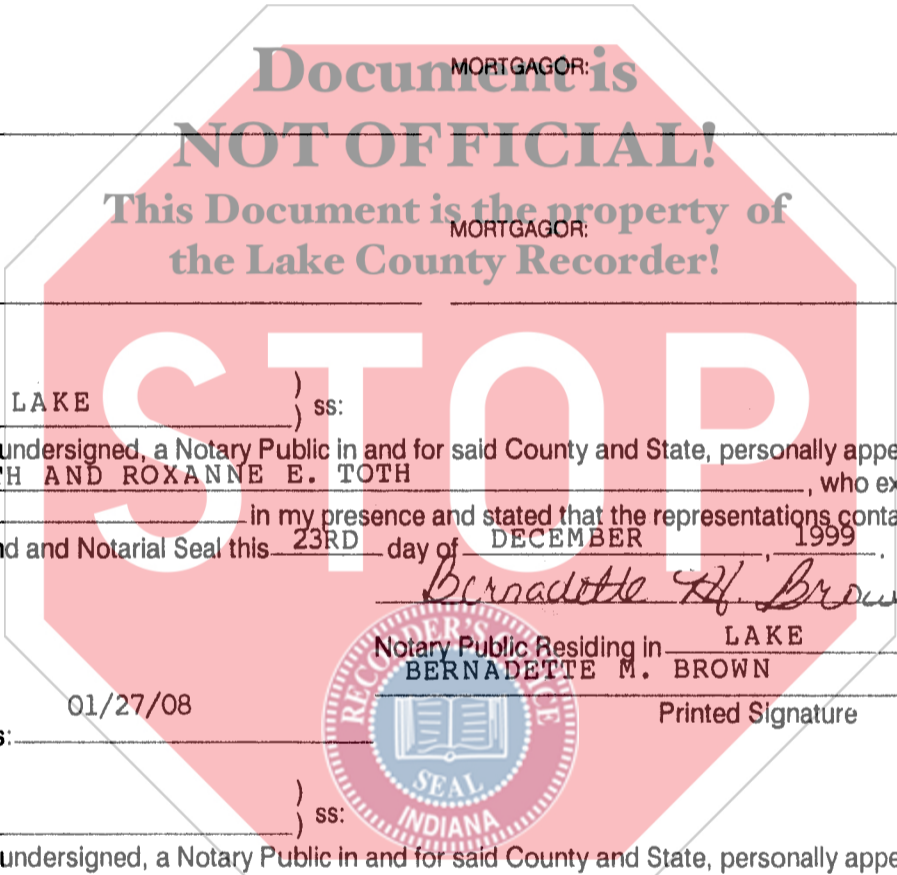 Document is
MORTGAGOR:
NOT OFFICIAL!
This Document is the property of
MORTGAGOR:
the Lake County Recorder!
STOP
LAKE
) ss:
)
undersigned, a Notary Public in and for said County and State, personally appe
H AND ROXANNE E. TOTH , who ex
in my presence and stated that the representations conta
nd and Notarial Seal this 23RD day of DECEMBER , 1999 .
Bernadette M. Brow
Notary Public Residing in LAKE
BERNADETTE M. BROWN
01/27/08
Printed Signature
s:
RECORDER'S OFFICE
SEAL
INDIANA
) ss:
)
undersigned, a Notary Public in and for said County and State, personally appe